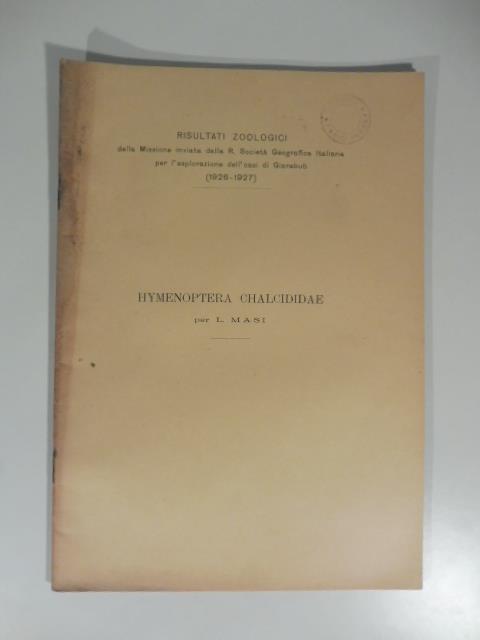 RISULTATI ZOOLOGICI
della Missione inviata dalla R. Società Geografica Italiana
per l'esplorazione dell'oasi di Giarabub
(1926-1927)
HYMENOPTERA CHALCIDIDAE
per L. MASI